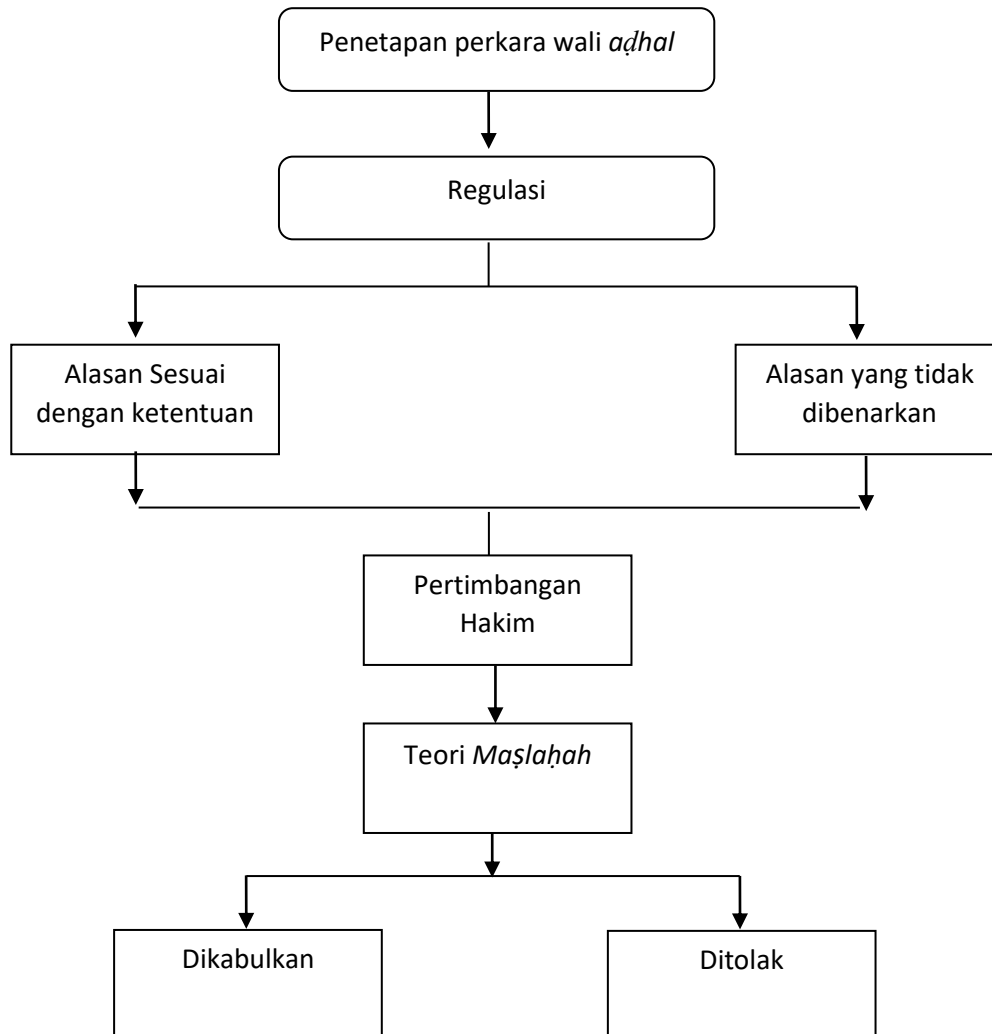 Penetapan perkara wali aḍhal
Regulasi
Alasan Sesuai
dengan ketentuan
Alasan yang tidak
dibenarkan
Pertimbangan
Hakim
Teori Maṣlaḥah
Dikabulkan
Ditolak